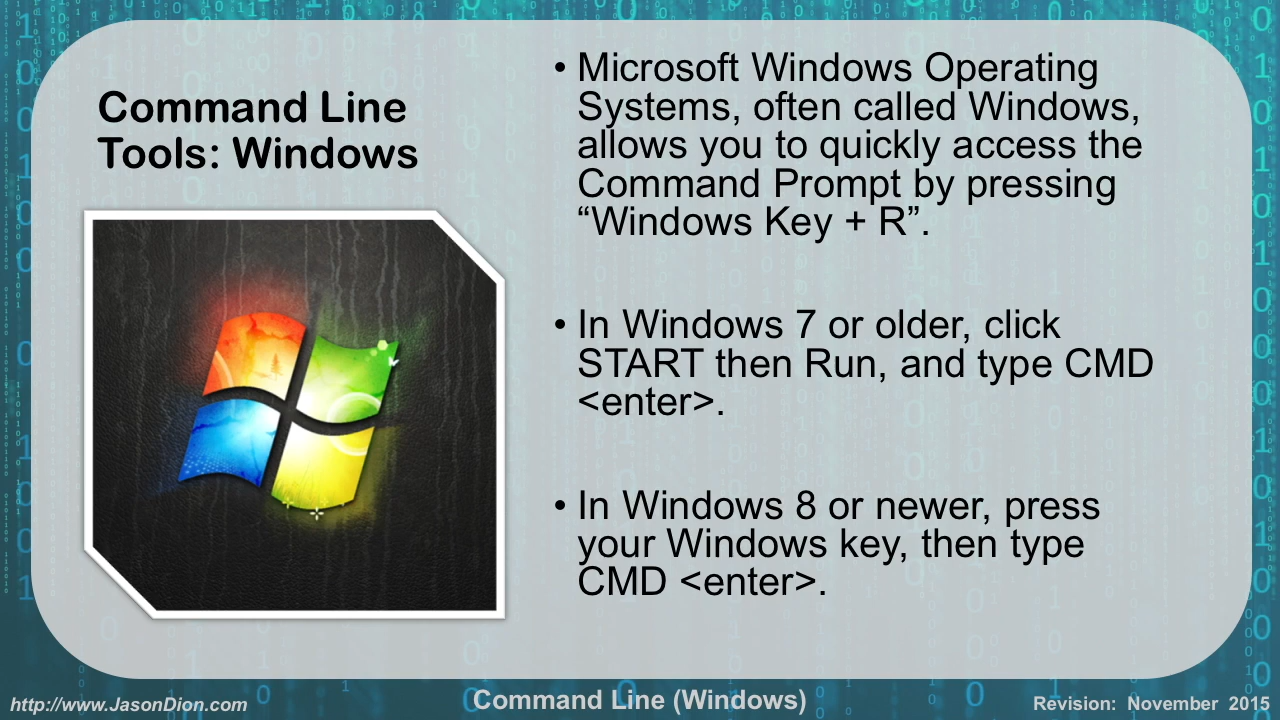 Command Line
Tools: Windows
• Microsoft Windows Operating
Systems, often called Windows,
allows you to quickly access the
Command Prompt by pressing
“Windows Key + R”.
• In Windows 7 or older, click
START then Run, and type CMD
<enter>.
• In Windows 8 or newer, press
your Windows key, then type
CMD <enter>.
http://www.JasonDion.com
Command Line (Windows)
Revision: November 2015